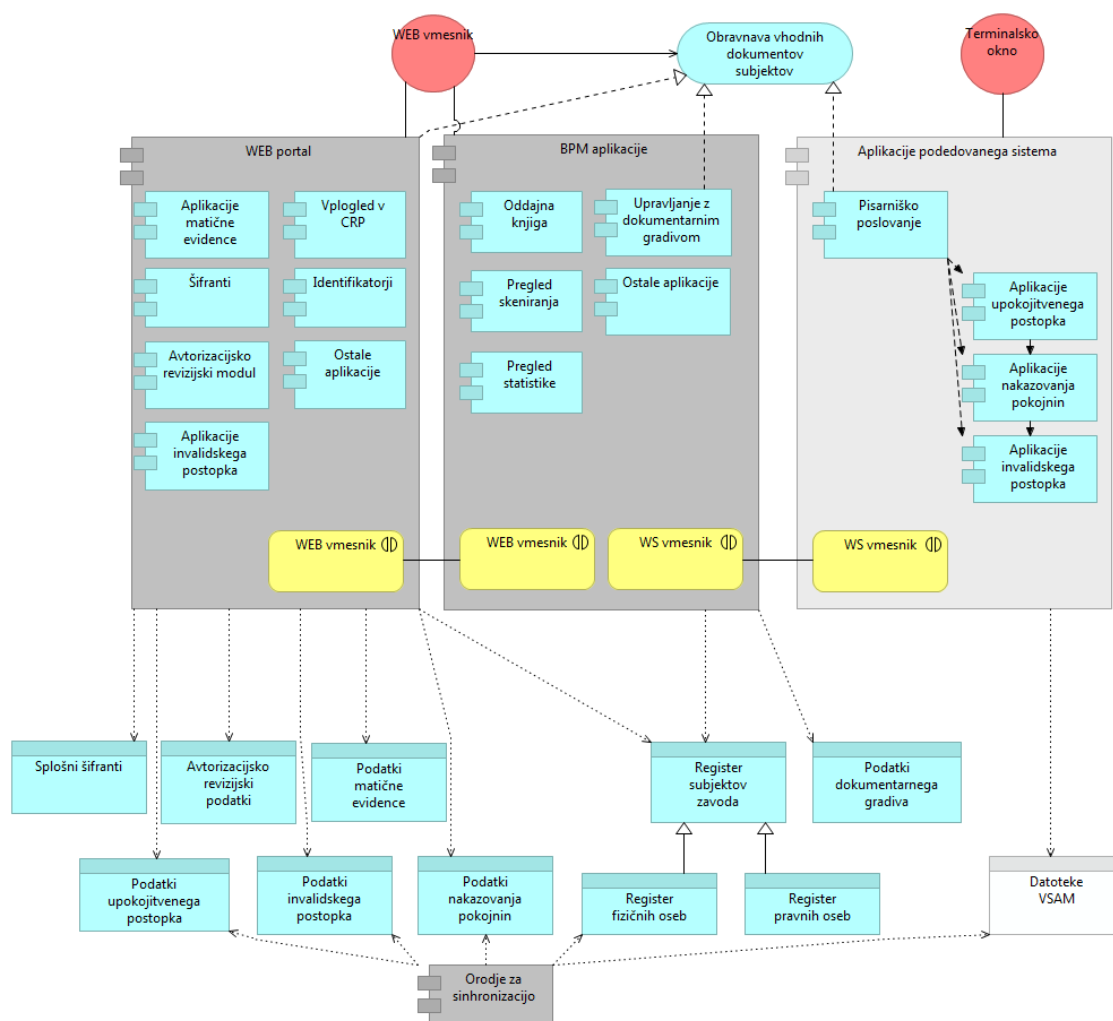 WEB vmesnik
Obravnava vhodnih
dokumentov
subjektov
Terminalsko
okno
WEB portal
BPM aplikacije
Aplikacije podedovanega sistema
Aplikacije
matične
evidence
Vplogled v
CRP
Oddajna
knjiga
Upravljanje z
dokumentarnim
gradivom
Pisarniško
poslovanje
Šifranti
Identifikatorji
Pregled
skeniranja
Ostale aplikacije
Aplikacije
upokojitvenega
postopka
Avtorizacijsko
revizijski modul
Ostale
aplikacije
Pregled
statistike
Aplikacije
nakazovanja
pokojnin
Aplikacije
invalidskega
postopka
Aplikacije
invalidskega
postopka
WEB vmesnik
WEB vmesnik
WS vmesnik
WS vmesnik
Splošni šifranti
Avtorizacijsko
revizijski
podatki
Podatki
matične
evidence
Register
subjektov
zavoda
Podatki
dokumentarnega
gradiva
Podatki
upokojitvenega
postopka
Podatki
invalidskega
postopka
Podatki
nakazovanja
pokojnin
Register
fizičnih oseb
Register
pravnih oseb
Datoteke
VSAM
Orodje za
sinhronizacijo